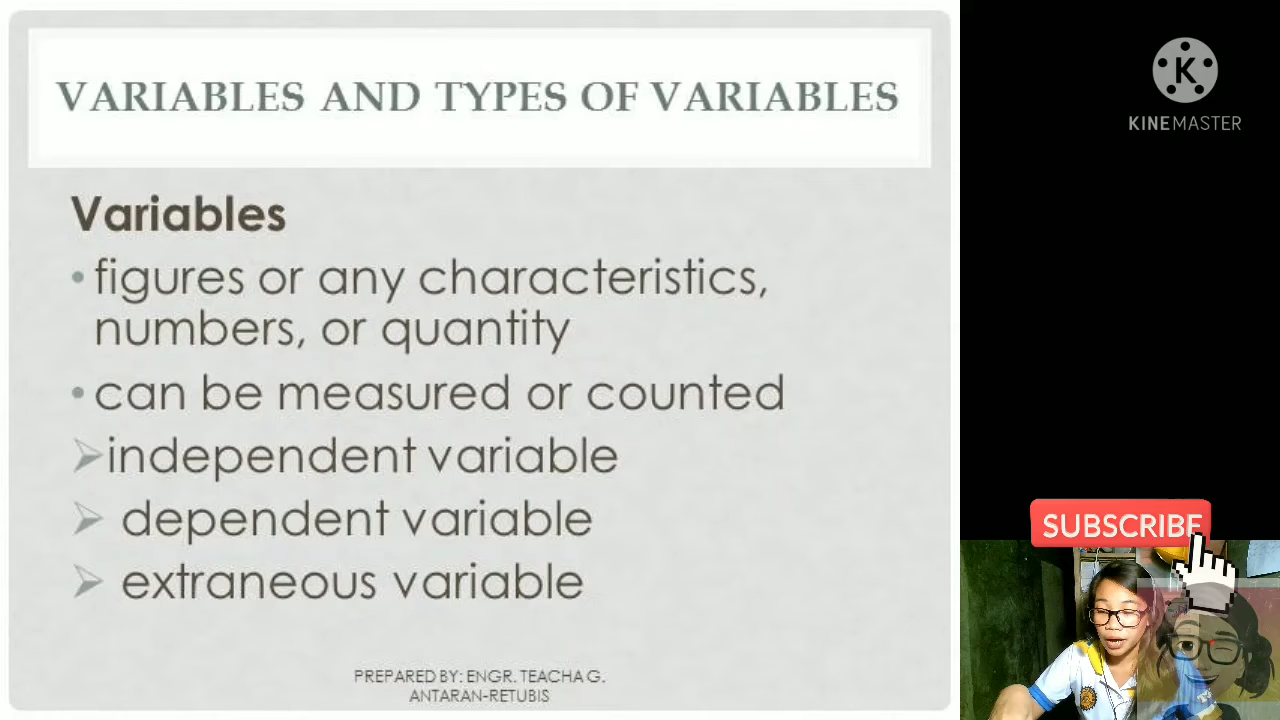 VARIABLES AND TYPES OF VARIABLES
Variables
• figures or any characteristics,
numbers, or quantity
• can be measured or counted
➢independent variable
➢ dependent variable
➢ extraneous variable
PREPARED BY: ENGR. TEACHA G.
ANTARAN-RETUBIS
K
KINEMASTER
SUBSCRIBE